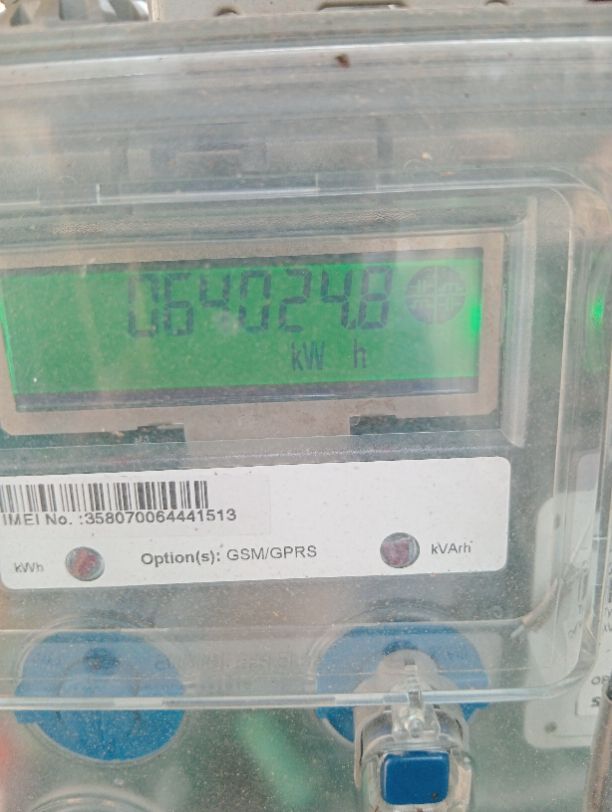 064024.8
kW h
IMEI No. :358070064441513
kWh
Option(s): GSM/GPRS
kVArh